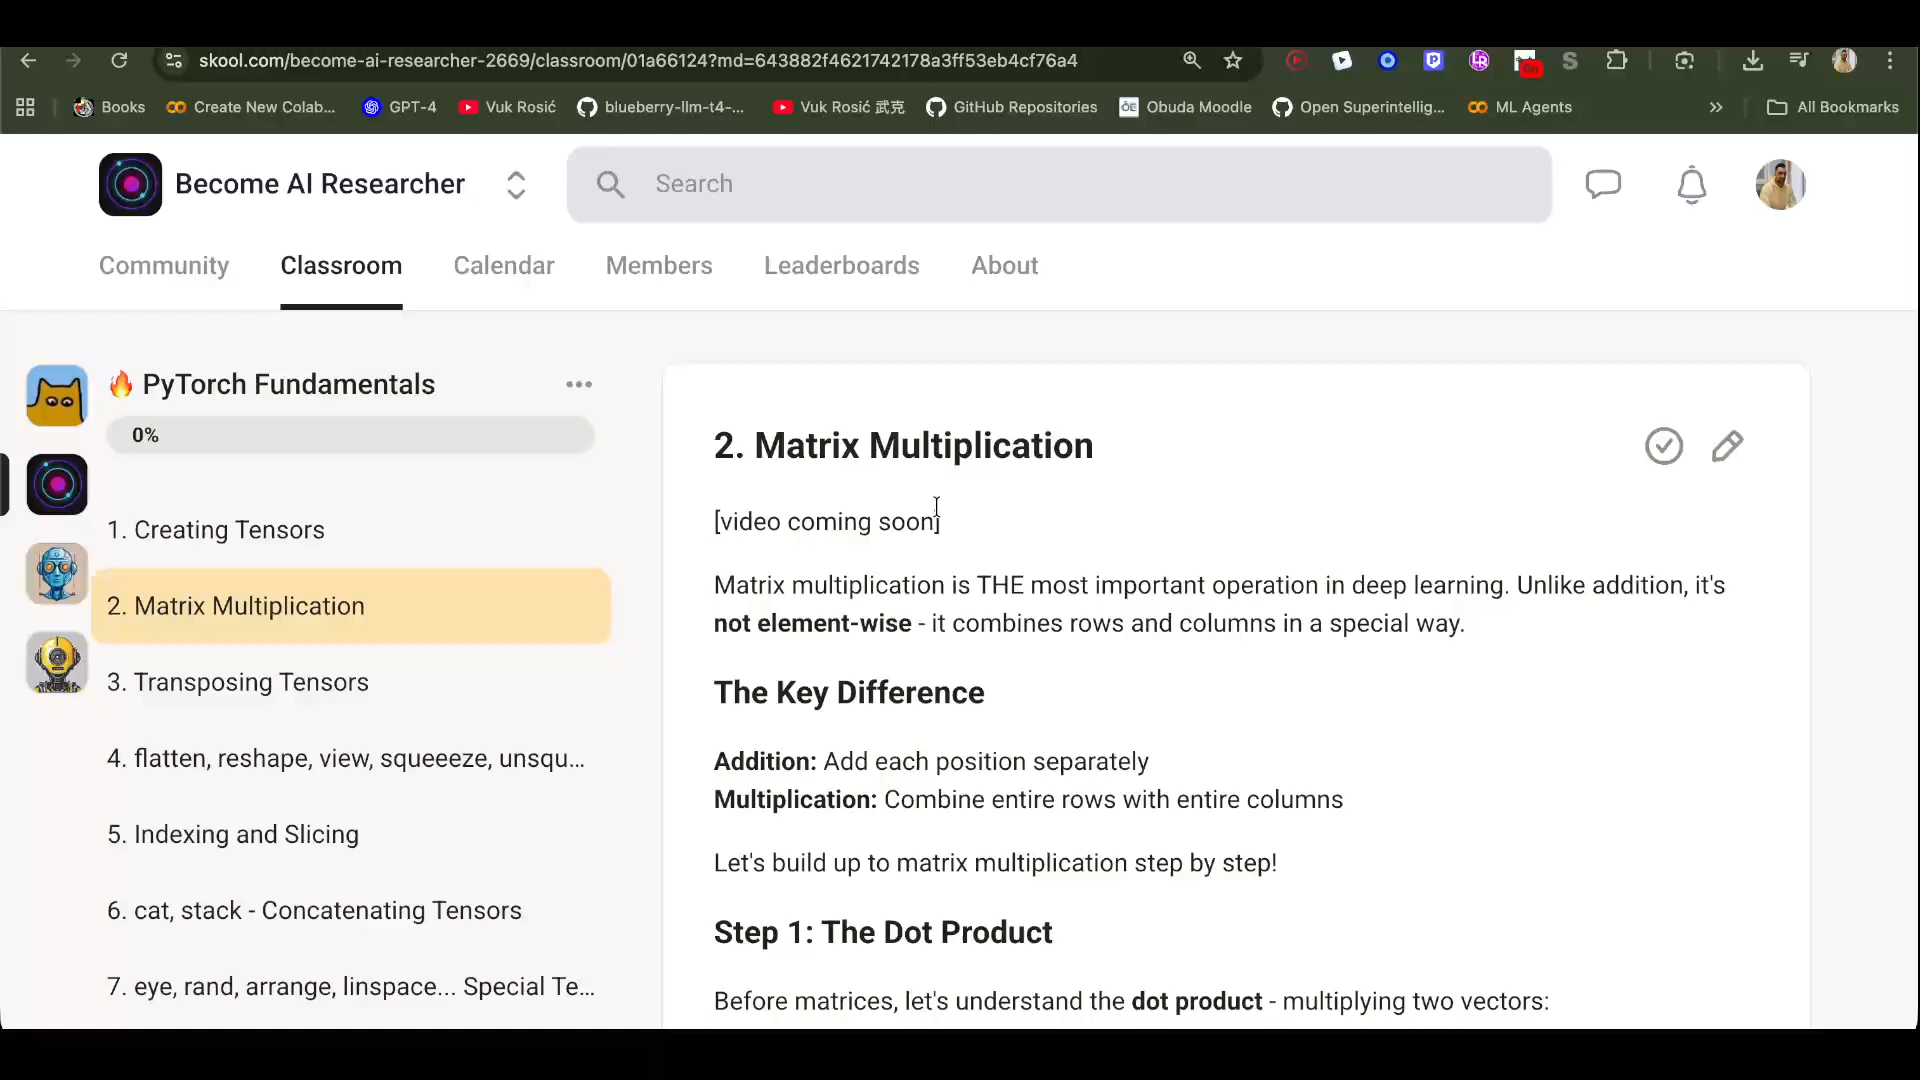 skool.com/become-ai-researcher-2669/classroom/01a66124?md=643882f4621742178a3ff53eb4cf76a4
Books
Create New Colab...
GPT-4
Vuk Rosić
blueberry-llm-t4-...
Vuk Rosić 武克
GitHub Repositories
Obuda Moodle
Open Superintellig...
ML Agents
»
All Bookmarks
Become AI Researcher
Search
Community
Classroom
Calendar
Members
Leaderboards
About
🔥 PyTorch Fundamentals
0%
1. Creating Tensors
2. Matrix Multiplication
3. Transposing Tensors
4. flatten, reshape, view, squeeeze, unsqu...
5. Indexing and Slicing
6. cat, stack - Concatenating Tensors
7. eye, rand, arrange, linspace... Special Te...
2. Matrix Multiplication
[video coming soon]
Matrix multiplication is THE most important operation in deep learning. Unlike addition, it's
not element-wise - it combines rows and columns in a special way.
The Key Difference
Addition: Add each position separately
Multiplication: Combine entire rows with entire columns
Let's build up to matrix multiplication step by step!
Step 1: The Dot Product
Before matrices, let's understand the dot product - multiplying two vectors: